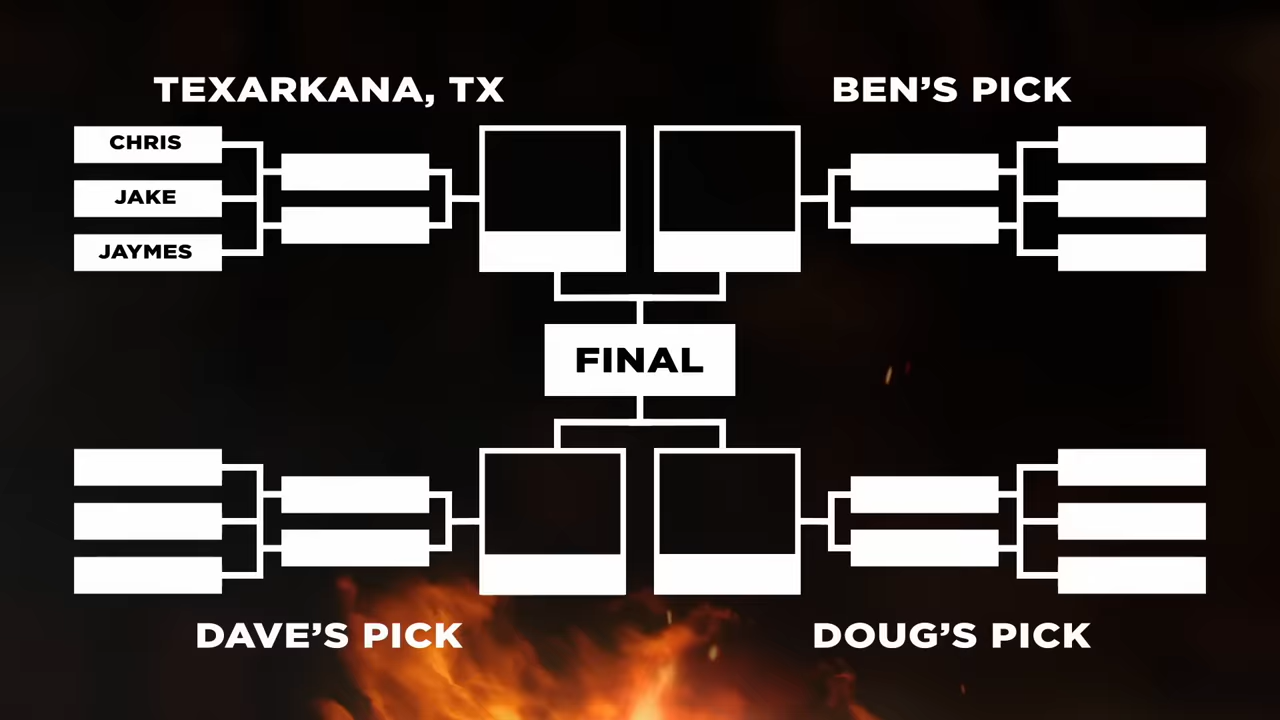 TEXARKANA, TX
BEN’S PICK
CHRIS
JAKE
JAYMES
FINAL
DAVE’S PICK
DOUG’S PICK